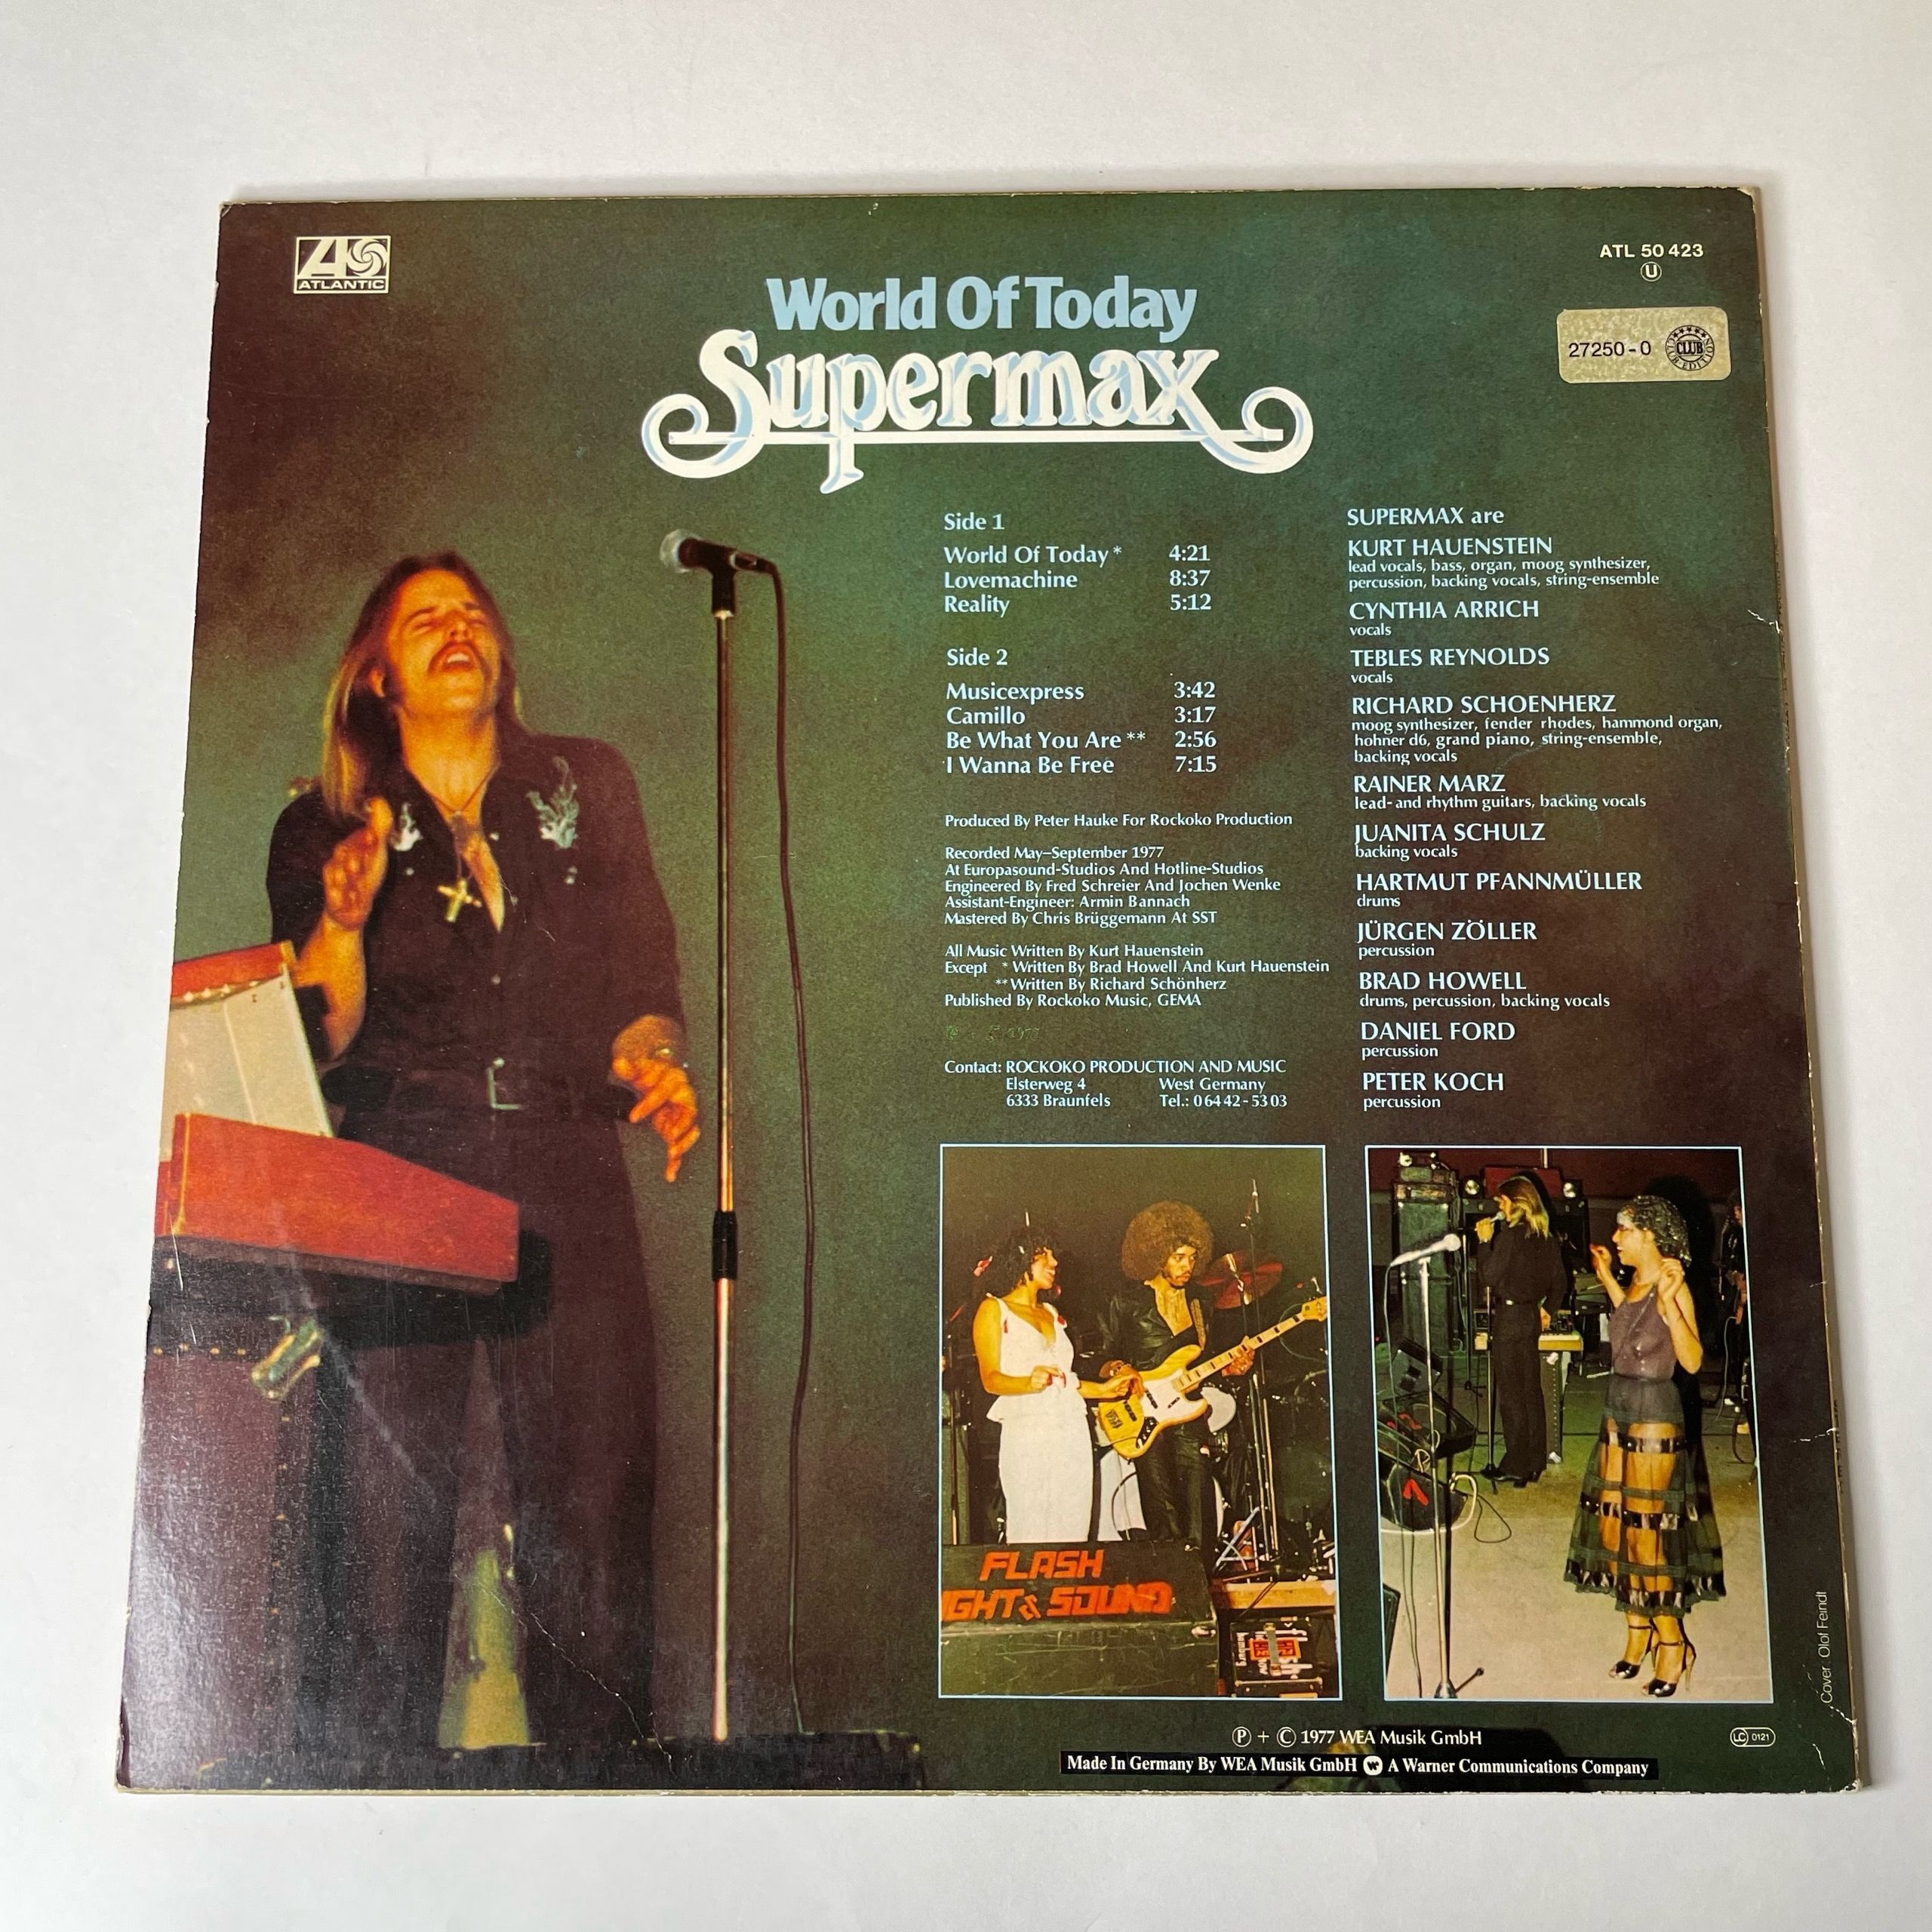 ATLANTIC
ATL 50 423
U
World Of Today
Supermax
27250-0
CLUB
Side 1
World Of Today * 4:21
Lovemachine 8:37
Reality 5:12
Side 2
Musicexpress 3:42
Camillo 3:17
Be What You Are ** 2:56
I Wanna Be Free 7:15
Produced By Peter Hauke For Rockoko Production
Recorded May–September 1977
At Europasound-Studios And Hotline-Studios
Engineered By Fred Schreier And Jochen Wenke
Assistant-Engineer: Armin Bannach
Mastered By Chris Brüggemann At SST
All Music Written By Kurt Hauenstein
Except * Written By Brad Howell And Kurt Hauenstein
** Written By Richard Schönherz
Published By Rockoko Music, GEMA
Contact: ROCKOKO PRODUCTION AND MUSIC
Elsterweg 4 West Germany
6333 Braunfels Tel.: 0 64 42 - 53 03
SUPERMAX are
KURT HAUENSTEIN
lead vocals, bass, organ, moog synthesizer,
percussion, backing vocals, string-ensemble
CYNTHIA ARRICH
vocals
TEBLES REYNOLDS
vocals
RICHARD SCHOENHERZ
moog synthesizer, fender rhodes, hammond organ,
hohner d6, grand piano, string-ensemble,
backing vocals
RAINER MARZ
lead- and rhythm guitars, backing vocals
JUANITA SCHULZ
backing vocals
HARTMUT PFANNMÜLLER
drums
JÜRGEN ZÖLLER
percussion
BRAD HOWELL
drums, percussion, backing vocals
DANIEL FORD
percussion
PETER KOCH
percussion
FLASH
IGHT & SOUND
Cover: Olof Feindt
Ⓟ + © 1977 WEA Musik GmbH
LC 0121
Made In Germany By WEA Musik GmbH A Warner Communications Company